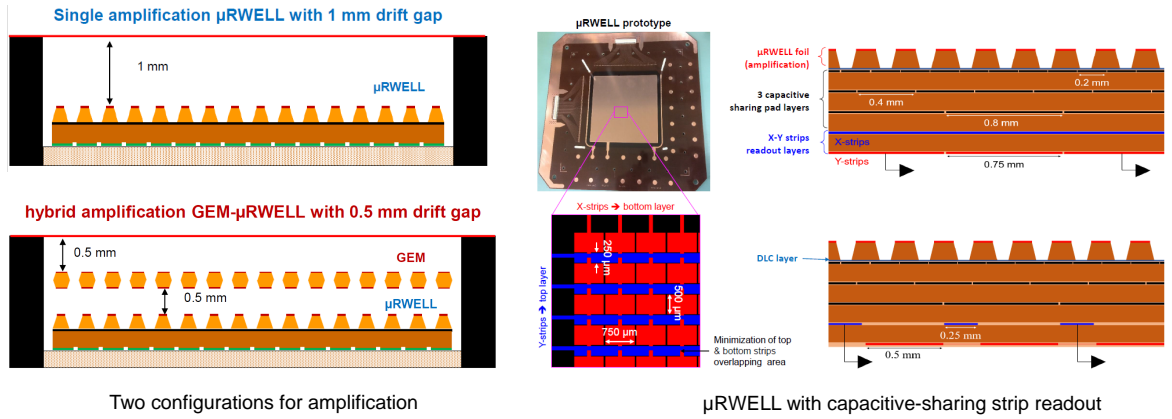 Single amplification µRWELL with 1 mm drift gap
1 mm
µRWELL
hybrid amplification GEM-µRWELL with 0.5 mm drift gap
0.5 mm
GEM
0.5 mm
µRWELL
Two configurations for amplification
µRWELL prototype
X-strips ➔ bottom layer
Y-strips ➔ top layer
250 µm
500 µm
750 µm
Minimization of top
& bottom strips
overlapping area
µRWELL foil
(amplification)
0.2 mm
3 capacitive
sharing pad layers
0.4 mm
0.8 mm
X-Y strips
readout layers
X-strips
Y-strips
0.75 mm
DLC layer
0.25 mm
0.5 mm
µRWELL with capacitive-sharing strip readout